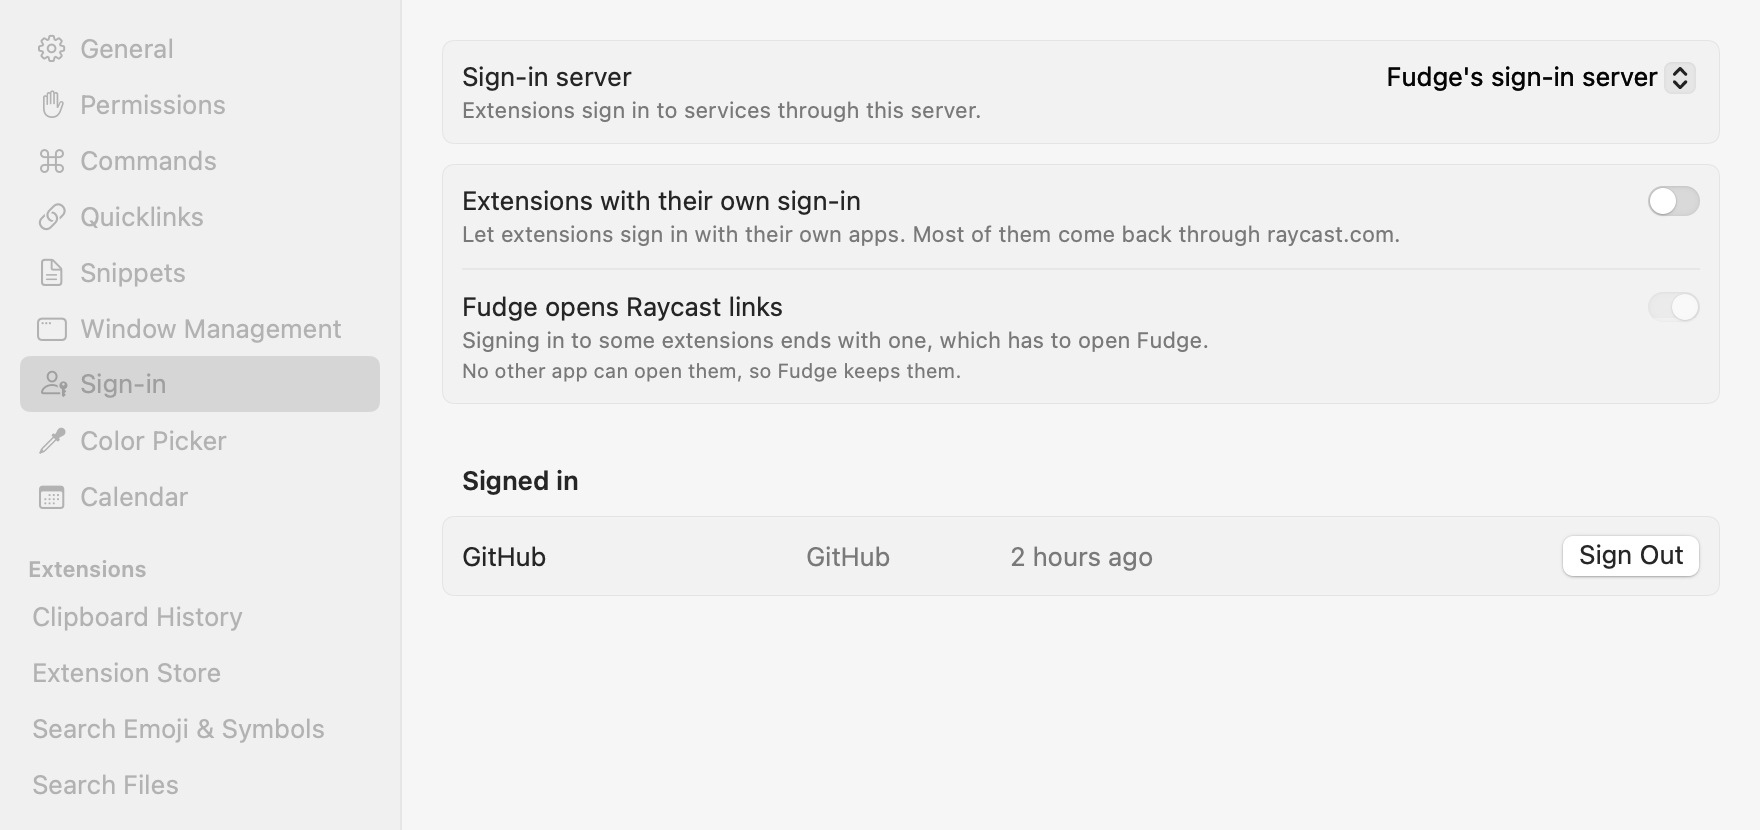 General
Permissions
Commands
Quicklinks
Snippets
Window Management
Sign-in
Color Picker
Calendar
Extensions
Clipboard History
Extension Store
Search Emoji & Symbols
Search Files
Sign-in server
Fudge's sign-in server
Extensions sign in to services through this server.
Extensions with their own sign-in
Let extensions sign in with their own apps. Most of them come back through raycast.com.
Fudge opens Raycast links
Signing in to some extensions ends with one, which has to open Fudge.
No other app can open them, so Fudge keeps them.
Signed in
GitHub GitHub 2 hours ago Sign Out